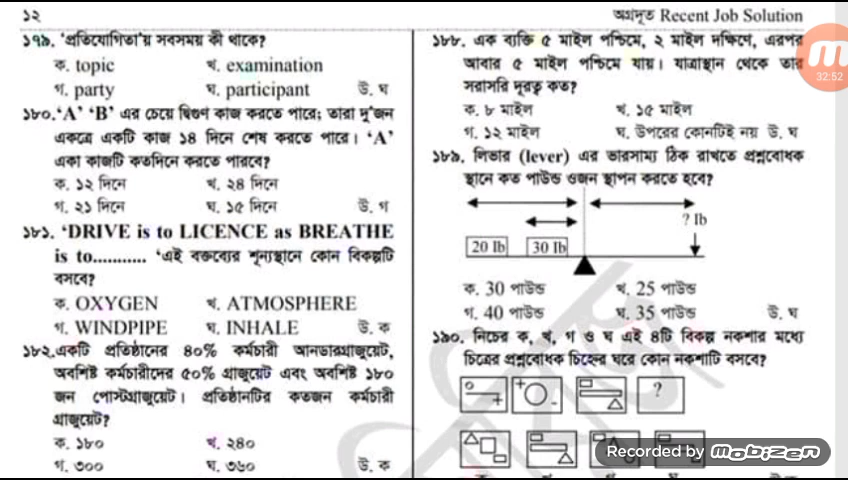 ১২
অগ্রদূত Recent Job Solution
১৭৯. 'প্রতিযোগিতা'য় সবসময় কী থাকে?
ক. topic খ. examination
গ. party ঘ. participant উ. ঘ
১৮০. 'A' 'B' এর চেয়ে দ্বিগুণ কাজ করতে পারে; তারা দু'জন
একত্রে একটি কাজ ১৪ দিনে শেষ করতে পারে। 'A'
একা কাজটি কতদিনে করতে পারবে?
ক. ১২ দিনে খ. ২৪ দিনে
গ. ২১ দিনে ঘ. ১৫ দিনে উ. গ
১৮১. 'DRIVE is to LICENCE as BREATHE
is to........... 'এই বক্তব্যের শূন্যস্থানে কোন বিকল্পটি
বসবে?
ক. OXYGEN খ. ATMOSPHERE
গ. WINDPIPE ঘ. INHALE উ. ক
১৮২. একটি প্রতিষ্ঠানের ৪০% কর্মচারী আনডারগ্রাজুয়েট,
অবশিষ্ট কর্মচারীদের ৫০% গ্রাজুয়েট এবং অবশিষ্ট ১৮০
জন পোস্টগ্রাজুয়েট। প্রতিষ্ঠানটির কতজন কর্মচারী
গ্রাজুয়েট?
ক. ১৮০ খ. ২৪০
গ. ৩০০ ঘ. ৩৬০ উ. ক
১৮৮. এক ব্যক্তি ৫ মাইল পশ্চিমে, ২ মাইল দক্ষিণে, এরপর
আবার ৫ মাইল পশ্চিমে যায়। যাত্রাস্থান থেকে তার
সরাসরি দূরত্ব কত?
ক. ৮ মাইল খ. ১৫ মাইল
গ. ১২ মাইল ঘ. উপরের কোনটিই নয় উ. ঘ
১৮৯. লিভার (lever) এর ভারসাম্য ঠিক রাখতে প্রশ্নবোধক
স্থানে কত পাউন্ড ওজন স্থাপন করতে হবে?
? lb
20 lb 30 lb
ক. 30 পাউন্ড খ. 25 পাউন্ড
গ. 40 পাউন্ড ঘ. 35 পাউন্ড উ. ঘ
১৯০. নিচের ক, খ, গ ও ঘ এই ৪টি বিকল্প নকশার মধ্যে
চিত্রের প্রশ্নবোধক চিহ্নের ঘরে কোন নকশাটি বসবে?
?
M
32:52
Recorded by mobizen